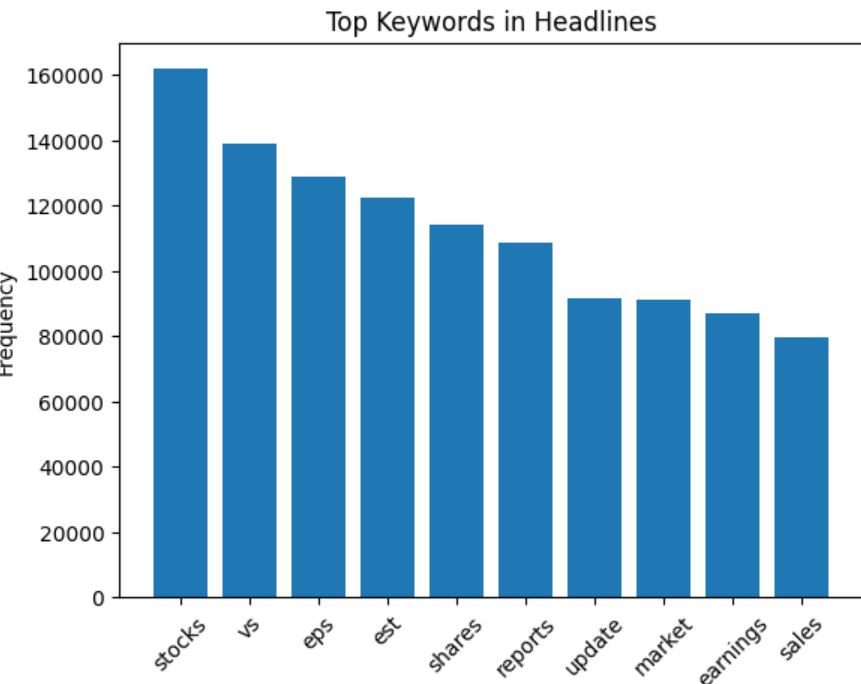 Top Keywords in Headlines
Frequency
160000
140000
120000
100000
80000
60000
40000
20000
0
stocks
vs
eps
est
shares
reports
update
market
earnings
sales